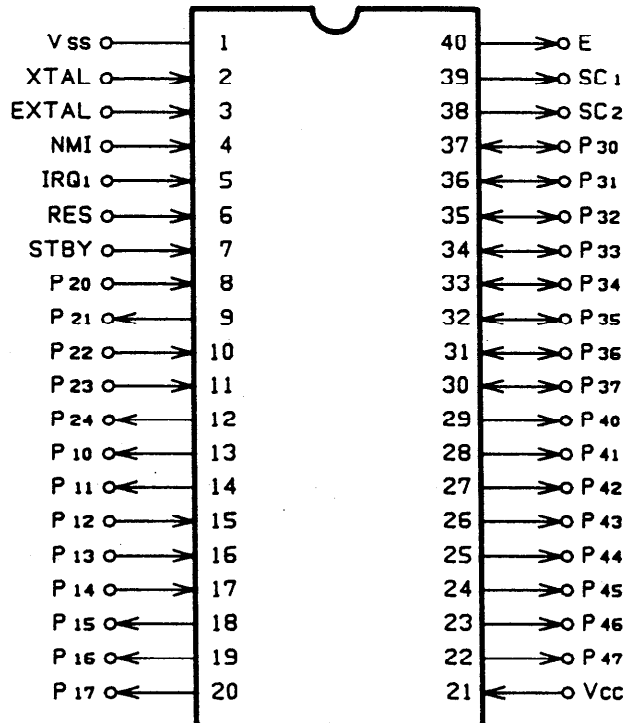 Vss 1 40 E
XTAL 2 39 SC1
EXTAL 3 38 SC2
NMI 4 37 P30
IRQ1 5 36 P31
RES 6 35 P32
STBY 7 34 P33
P20 8 33 P34
P21 9 32 P35
P22 10 31 P36
P23 11 30 P37
P24 12 29 P40
P10 13 28 P41
P11 14 27 P42
P12 15 26 P43
P13 16 25 P44
P14 17 24 P45
P15 18 23 P46
P16 19 22 P47
P17 20 21 Vcc